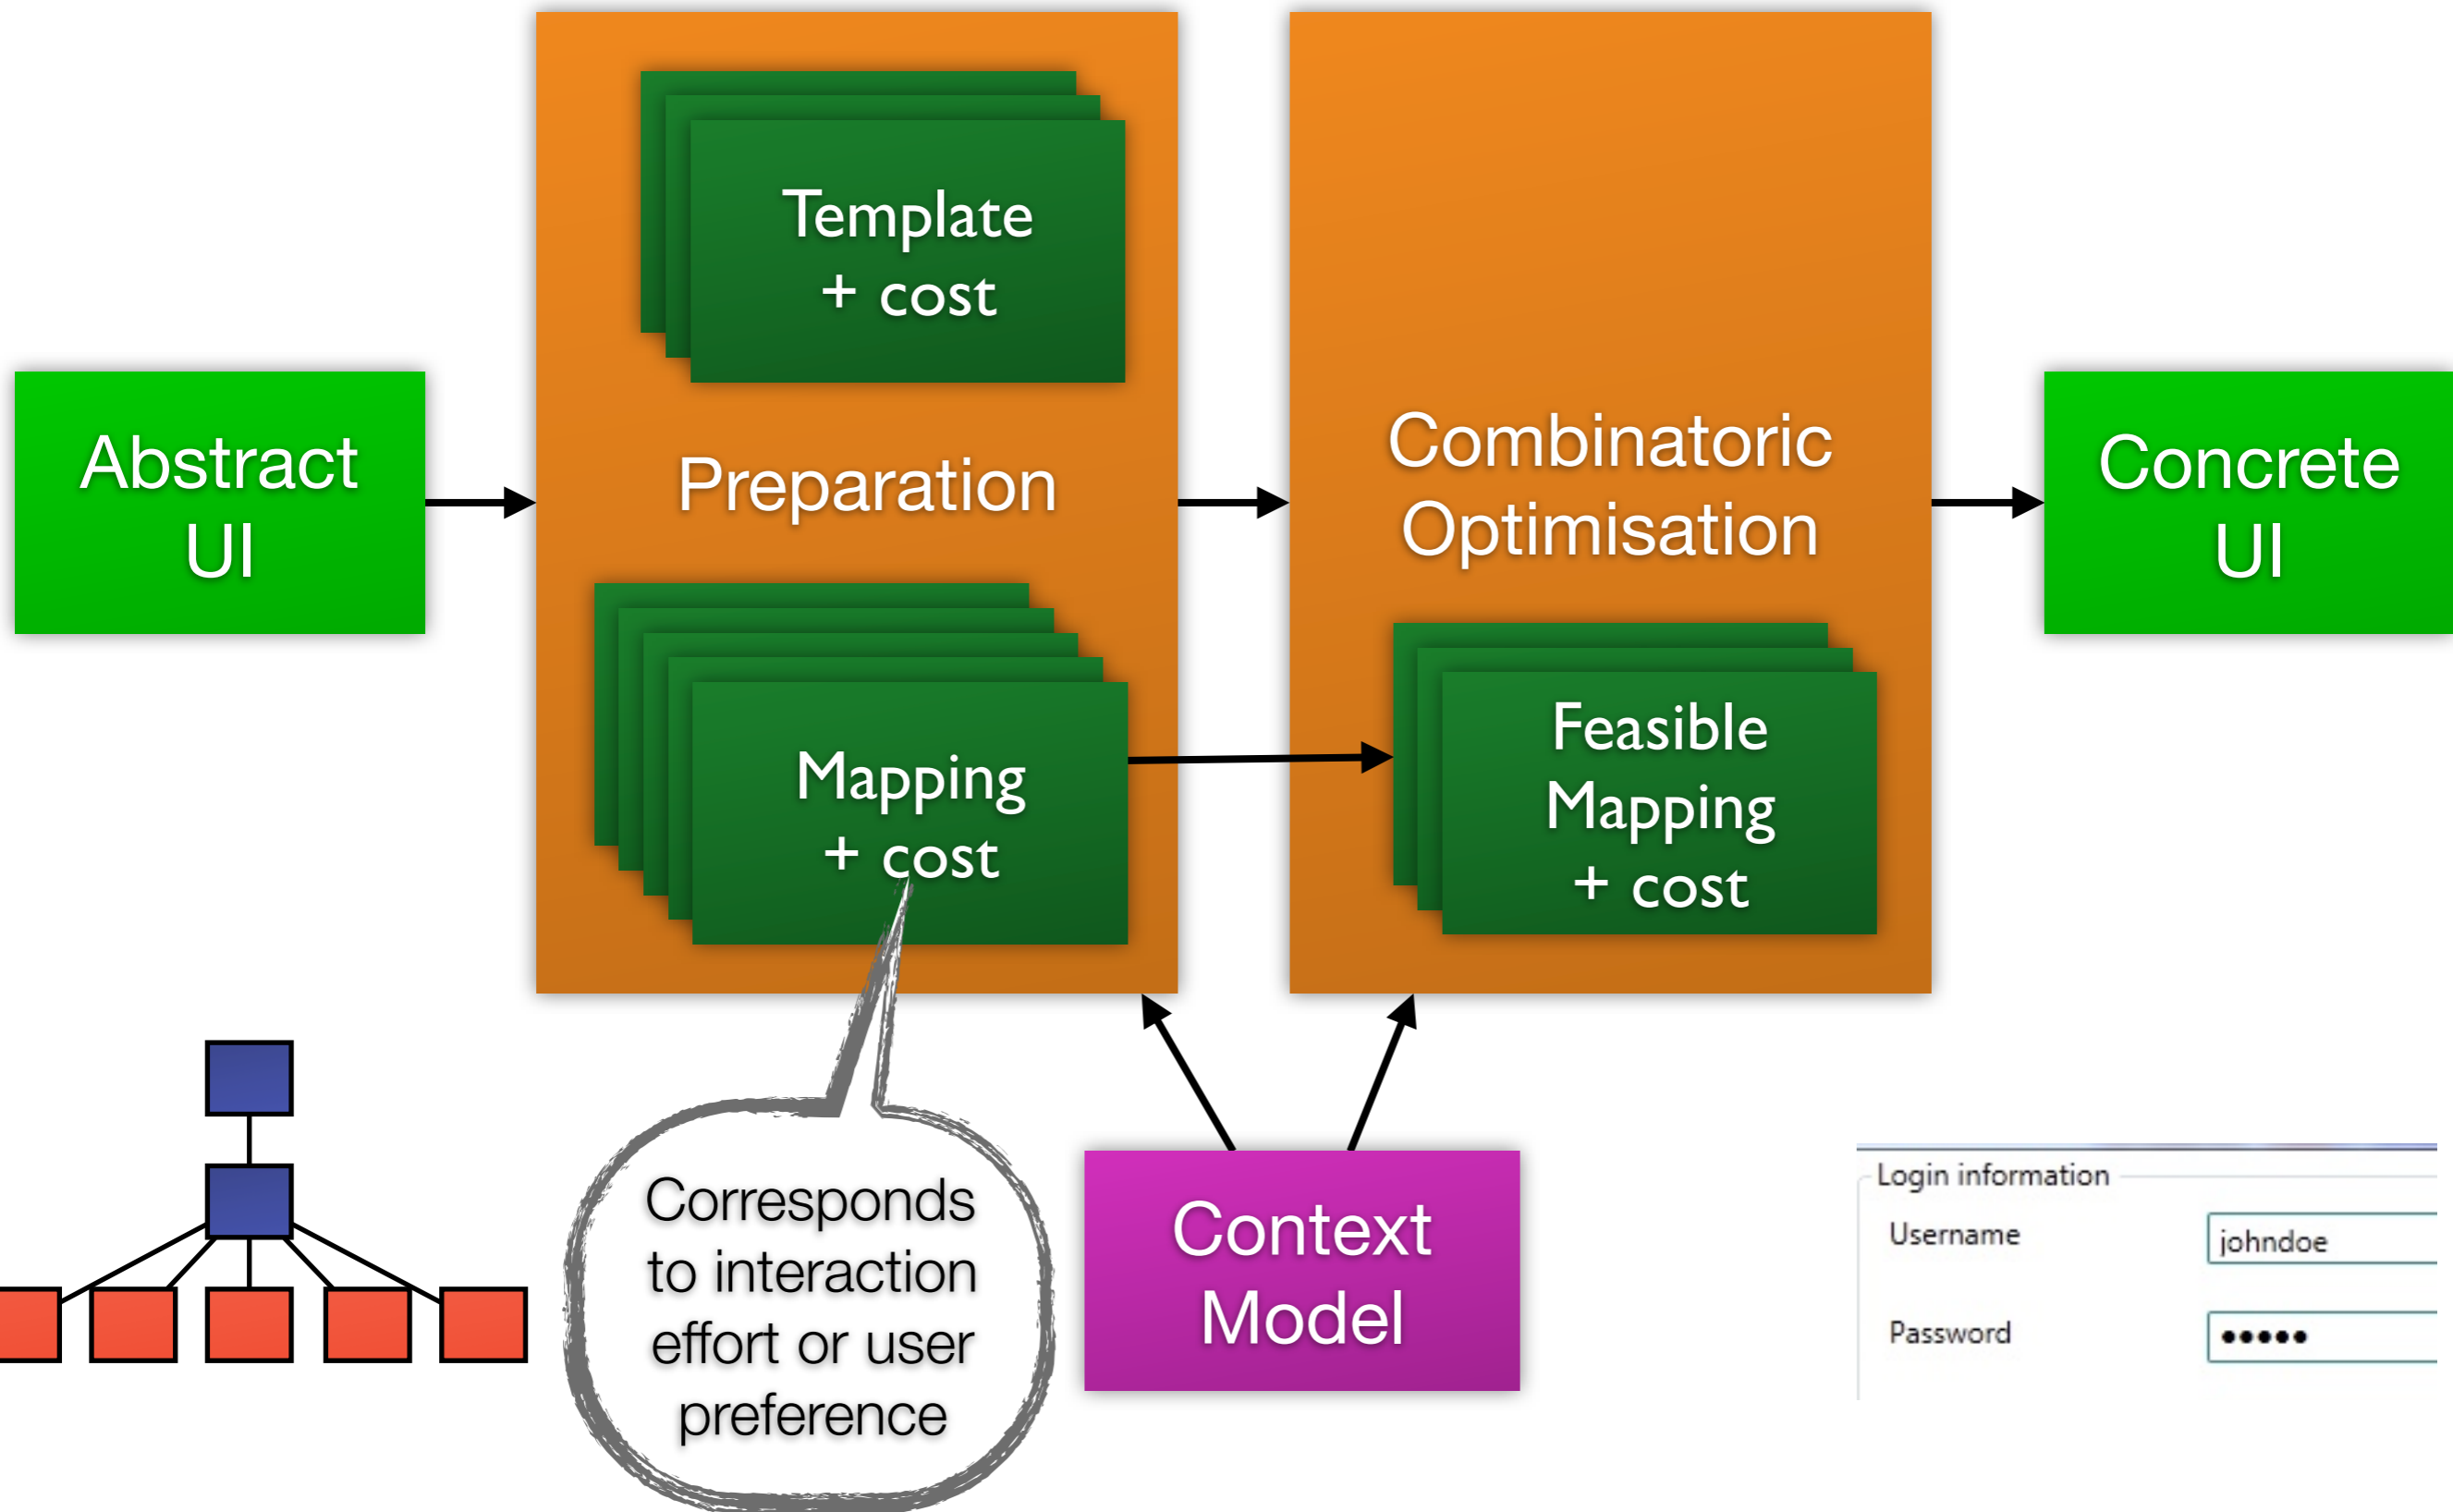 Template
+ cost
Abstract
UI
Preparation
Combinatoric
Optimisation
Concrete
UI
Mapping
+ cost
Feasible
Mapping
+ cost
Corresponds
to interaction
effort or user
preference
Context
Model
Login information
Username
johndoe
Password
•••••